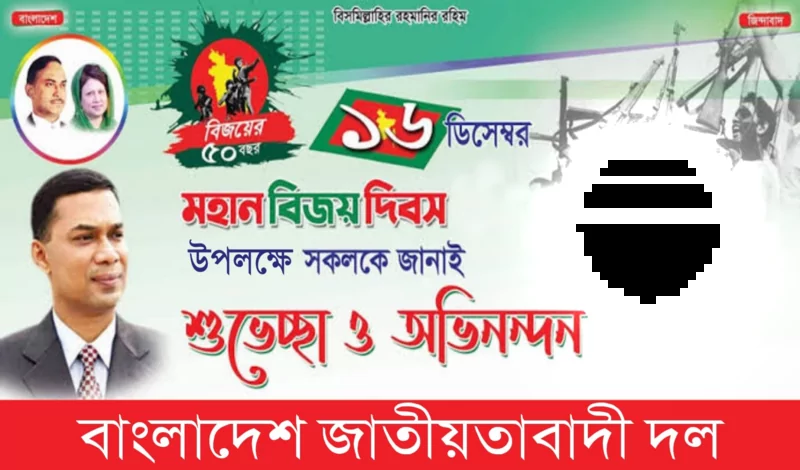 বাংলাদেশ
বিসমিল্লাহির রহমানির রহিম
জিন্দাবাদ
বিজয়ের
৫০ বছর
১৬ ডিসেম্বর
মহান বিজয় দিবস
উপলক্ষে সকলকে জানাই
শুভেচ্ছা ও অভিনন্দন
বাংলাদেশ জাতীয়তাবাদী দল